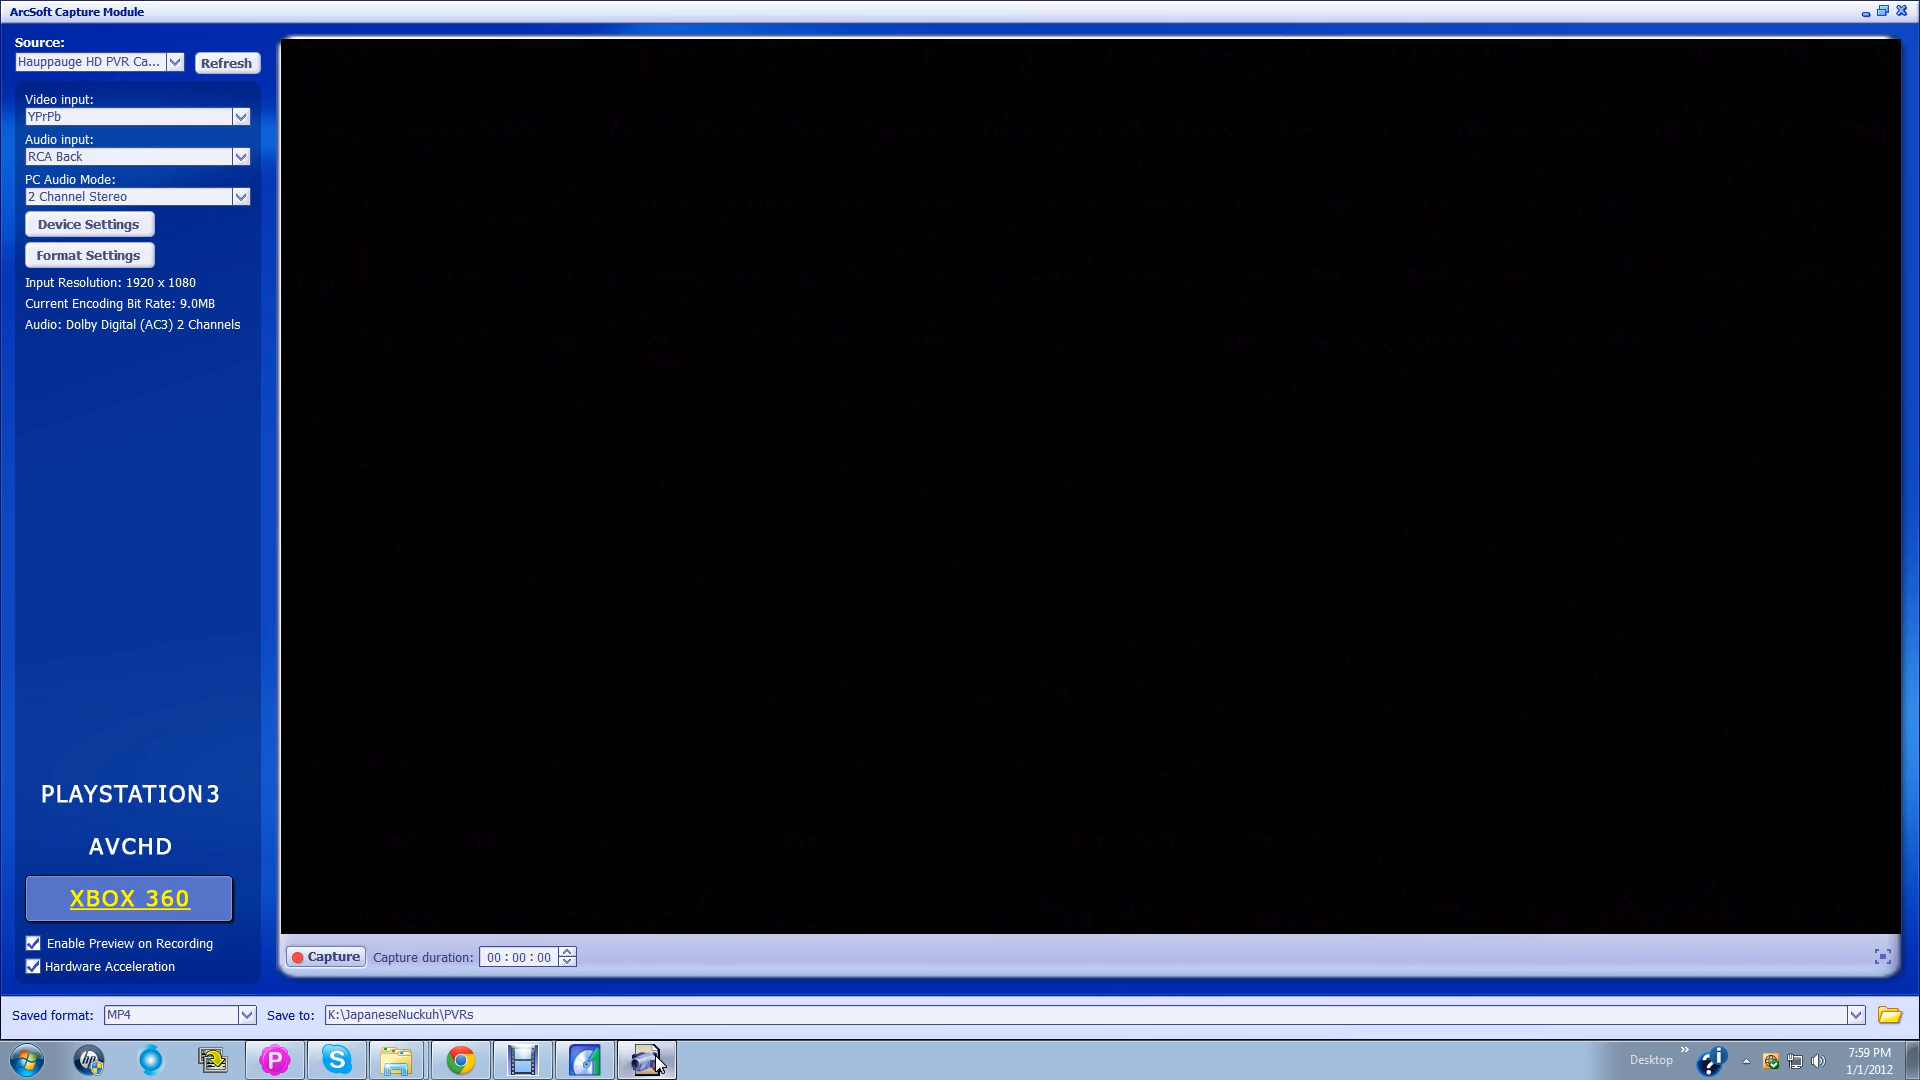 ArcSoft Capture Module
Source:
Hauppauge HD PVR Ca...
Refresh
Video input:
YPrPb
Audio input:
RCA Back
PC Audio Mode:
2 Channel Stereo
Device Settings
Format Settings
Input Resolution: 1920 x 1080
Current Encoding Bit Rate: 9.0MB
Audio: Dolby Digital (AC3) 2 Channels
PLAYSTATION3
AVCHD
XBOX 360
Enable Preview on Recording
Hardware Acceleration
Capture
Capture duration:
00 : 00 : 00
Saved format:
MP4
Save to:
K:\JapaneseNuckuh\PVRs
Desktop
7:59 PM
1/1/2012